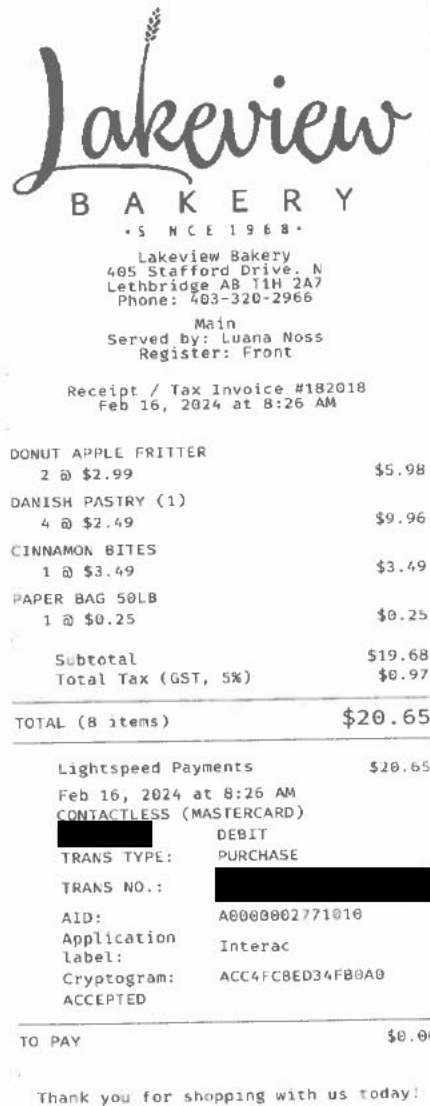 Lakeview
BAKERY
·S NCE 1968·
Lakeview Bakery
405 Stafford Drive. N
Lethbridge AB T1H 2A7
Phone: 403-320-2966
Main
Served by: Luana Noss
Register: Front
Receipt / Tax Invoice #182018
Feb 16, 2024 at 8:26 AM
DONUT APPLE FRITTER
2 @ $2.99 $5.98
DANISH PASTRY (1)
4 @ $2.49 $9.96
CINNAMON BITES
1 @ $3.49 $3.49
PAPER BAG 50LB
1 @ $0.25 $0.25
Subtotal $19.68
Total Tax (GST, 5%) $0.97
TOTAL (8 items) $20.65
Lightspeed Payments $20.65
Feb 16, 2024 at 8:26 AM
CONTACTLESS (MASTERCARD)
DEBIT
TRANS TYPE: PURCHASE
TRANS NO.:
AID: A0000002771010
Application label: Interac
Cryptogram: ACC4FC8ED34FB0A0
ACCEPTED
TO PAY $0.00
Thank you for shopping with us today!